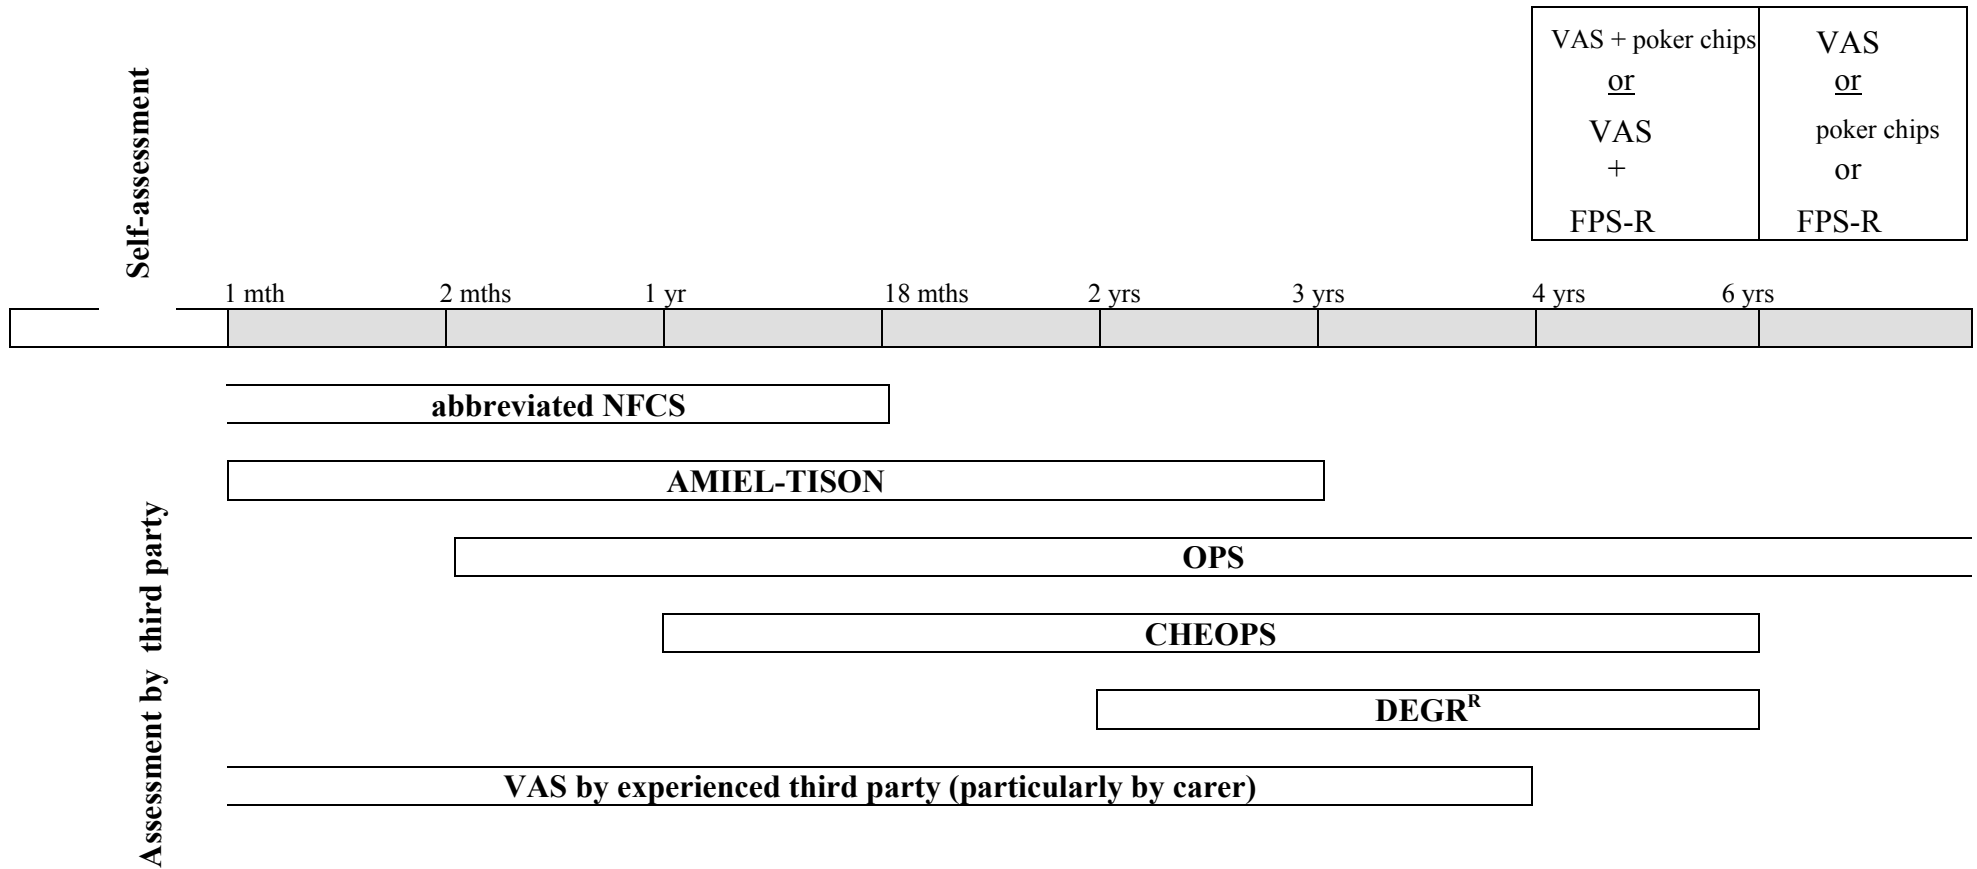 Self-assessment
VAS + poker chips
or
VAS
+
FPS-R
VAS
or
poker chips
or
FPS-R
1 mth 2 mths 1 yr 18 mths 2 yrs 3 yrs 4 yrs 6 yrs
Assessment by third party
abbreviated NFCS
AMIEL-TISON
OPS
CHEOPS
DEGRᴿ
VAS by experienced third party (particularly by carer)